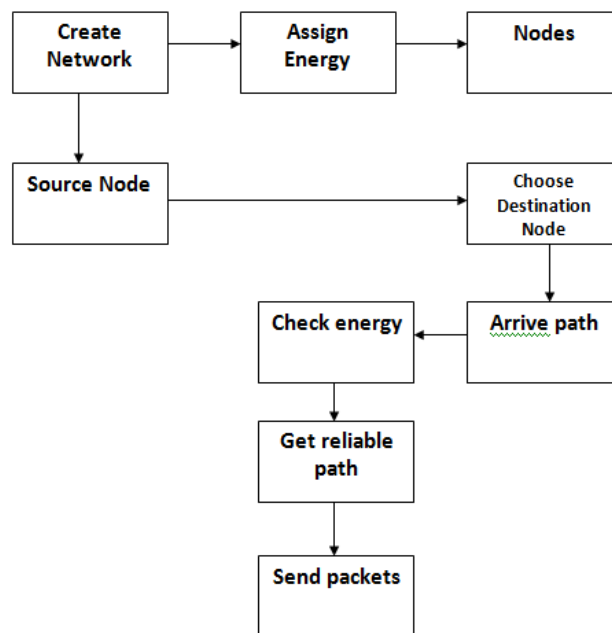 Create
Network
Assign
Energy
Nodes
Source Node
Choose
Destination
Node
Check energy
Arrive path
Get reliable
path
Send packets